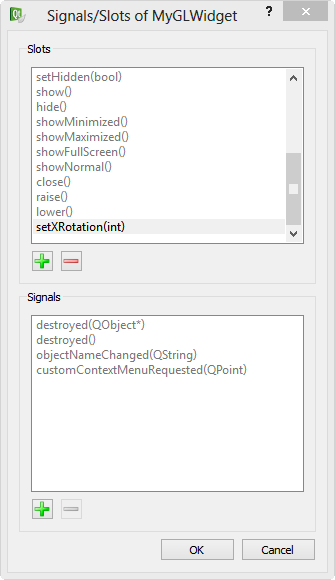 Signals/Slots of MyGLWidget
Slots
setHidden(bool)
show()
hide()
showMinimized()
showMaximized()
showFullScreen()
showNormal()
close()
raise()
lower()
setXRotation(int)
Signals
destroyed(QObject*)
destroyed()
objectNameChanged(QString)
customContextMenuRequested(QPoint)
OK Cancel